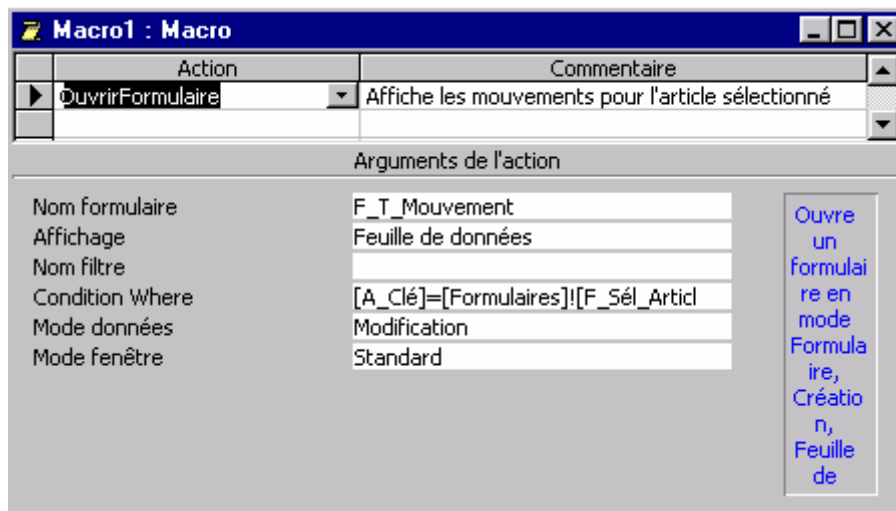 Macro1 : Macro
Action Commentaire
OuvrirFormulaire Affiche les mouvements pour l'article sélectionné
Arguments de l'action
Nom formulaire F_T_Mouvement
Affichage Feuille de données
Nom filtre
Condition Where [A_Clé]=[Formulaires]![F_Sél_Articl
Mode données Modification
Mode fenêtre Standard
Ouvre
un
formulai
re en
mode
Formula
ire,
Créatio
n,
Feuille
de